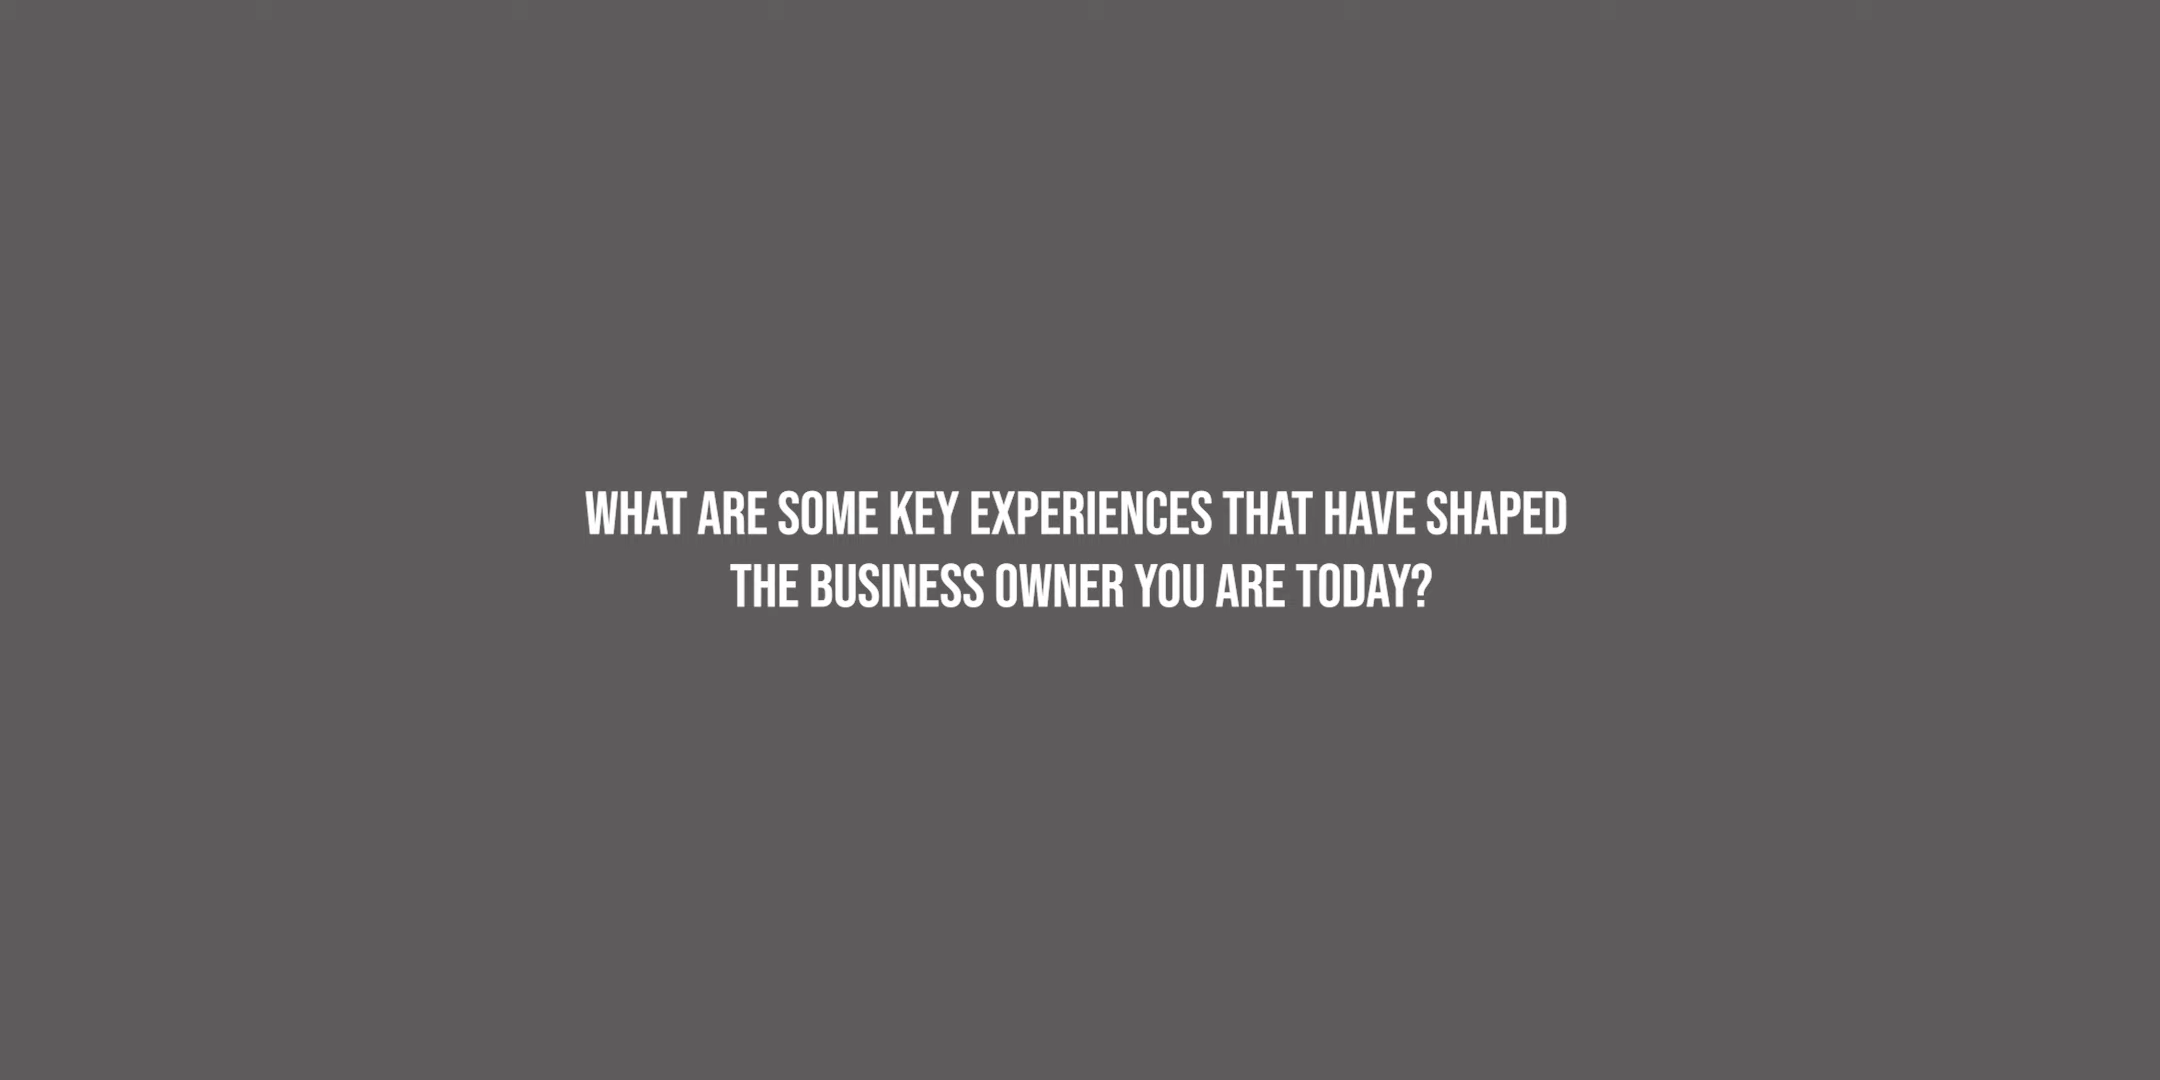 WHAT ARE SOME KEY EXPERIENCES THAT HAVE SHAPED
THE BUSINESS OWNER YOU ARE TODAY?